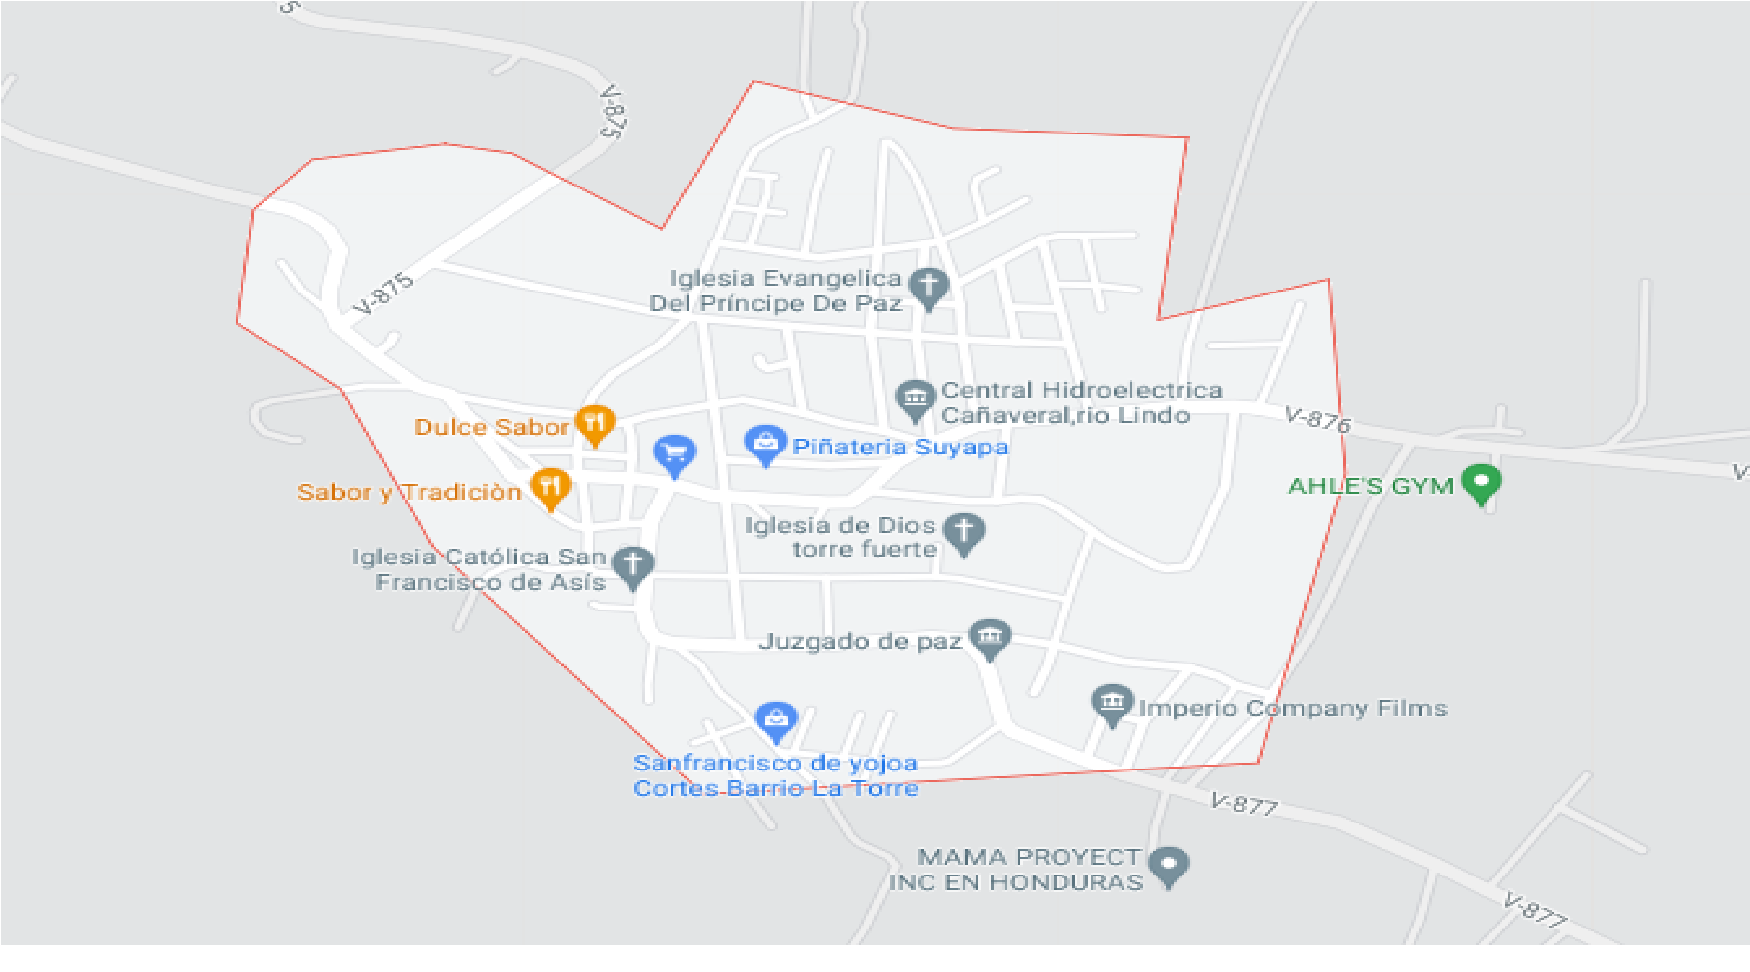 V-875
Iglesia Evangelica
Del Príncipe De Paz
V-875
Central Hidroelectrica
Cañaveral,rio Lindo
V-876
Dulce Sabor
Piñateria Suyapa
Sabor y Tradiciòn
AHLE'S GYM
Iglesia de Dios
torre fuerte
Iglesia Católica San
Francisco de Asís
Juzgado de paz
Imperio Company Films
Sanfrancisco de yojoa
Cortes Barrio La Torre
V-877
MAMA PROYECT
INC EN HONDURAS
V-877